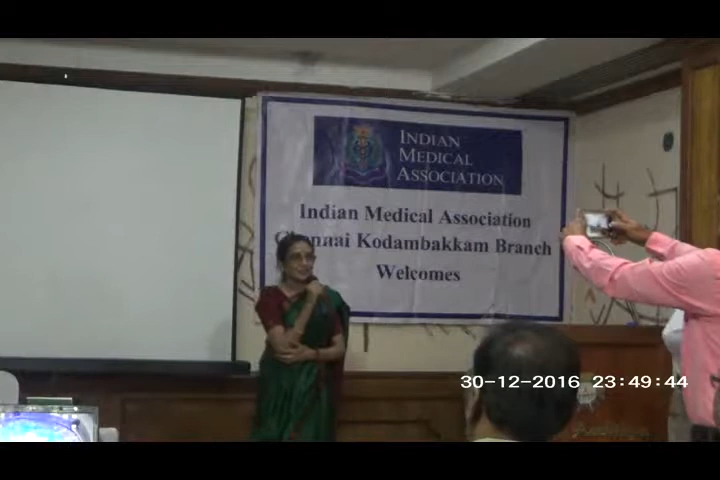 INDIAN
MEDICAL
ASSOCIATION
Indian Medical Association
Chennai Kodambakkam Branch
Welcomes
30-12-2016 23:49:44